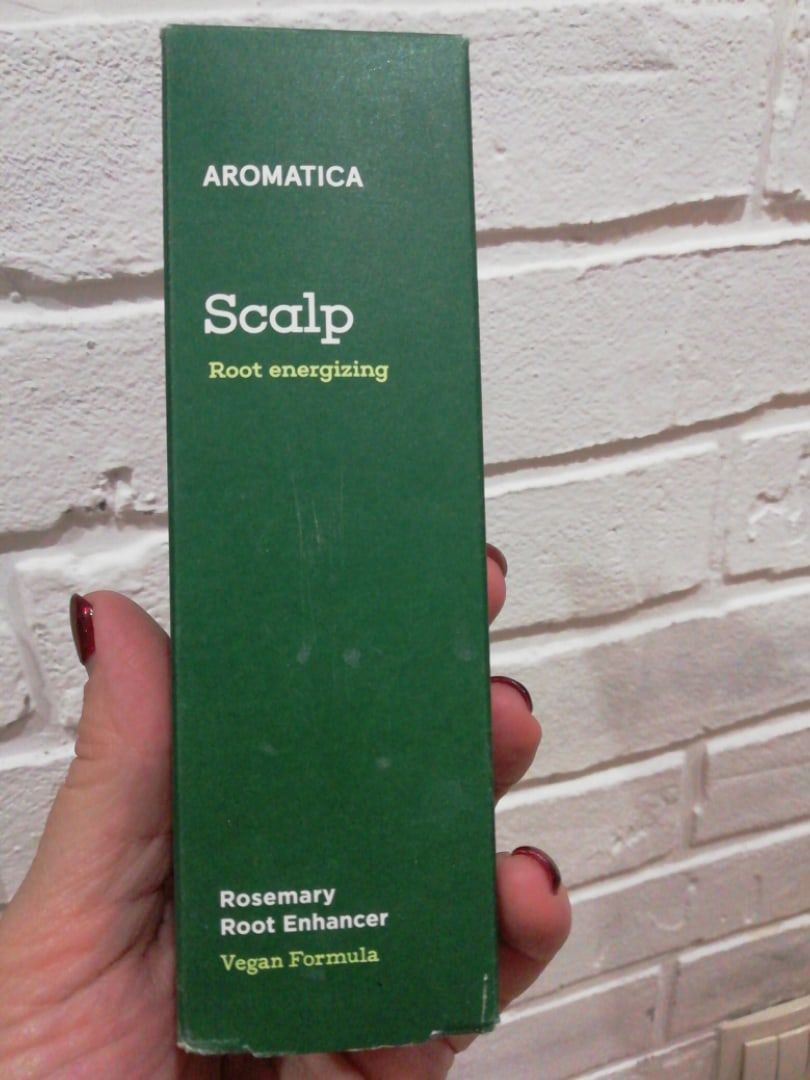 AROMATICA
Scalp
Root energizing
Rosemary
Root Enhancer
Vegan Formula